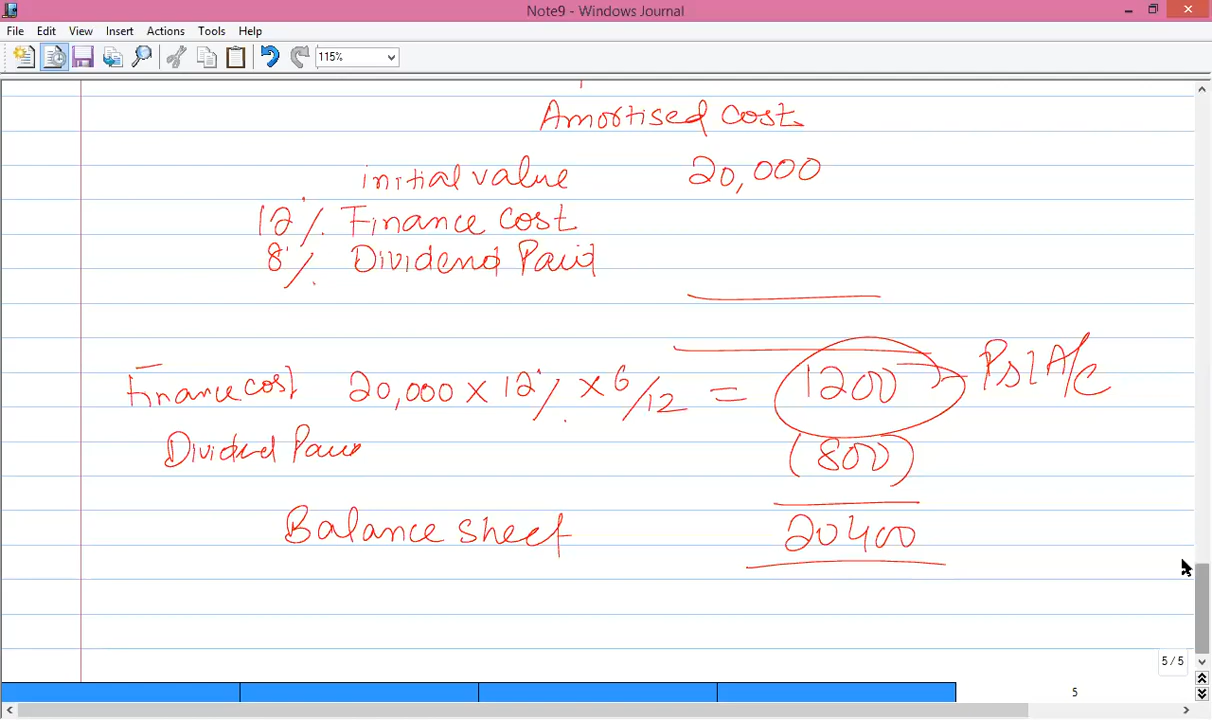 Note9 - Windows Journal
File Edit View Insert Actions Tools Help
115%
Amortised cost
initial value 20,000
12% Finance cost
8% Dividend Paid
Finance cost 20,000 x 12% x 6/12 = 1200 PSL A/C
Dividend Paid (800)
Balance sheet 20400
5 / 5
5